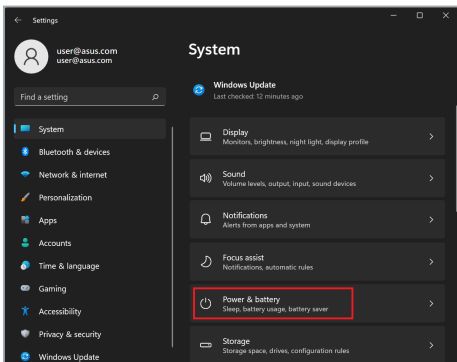 Settings
user@asus.com
user@asus.com
Find a setting
System
Bluetooth & devices
Network & internet
Personalization
Apps
Accounts
Time & language
Gaming
Accessibility
Privacy & security
Windows Update
System
Windows Update
Last checked: 12 minutes ago
Display
Monitors, brightness, night light, display profile
Sound
Volume levels, output, input, sound devices
Notifications
Alerts from apps and system
Focus assist
Notifications, automatic rules
Power & battery
Sleep, battery usage, battery saver
Storage
Storage space, drives, configuration rules